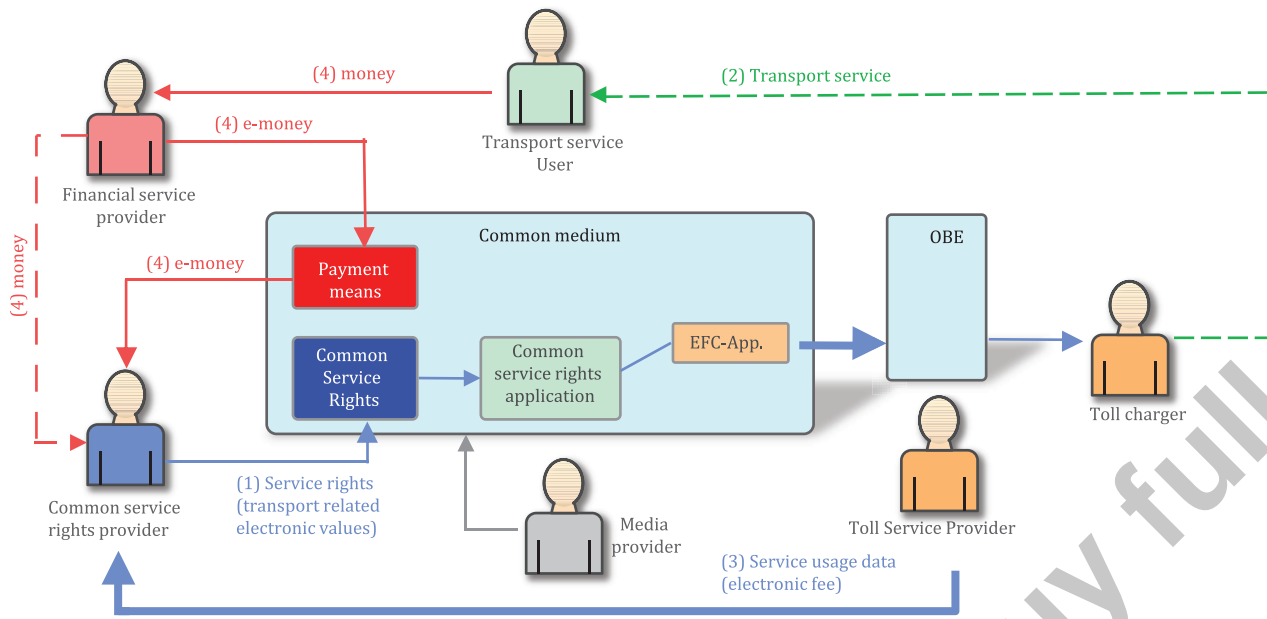 (4) money
(2) Transport service
(4) e-money
Transport service
User
Financial service
provider
(4) money
Common medium
OBE
(4) e-money
Payment
means
Common
Service
Rights
Common
service rights
application
EFC-App.
Toll charger
(1) Service rights
(transport related
electronic values)
Common service
rights provider
Media
provider
Toll Service Provider
(3) Service usage data
(electronic fee)
full